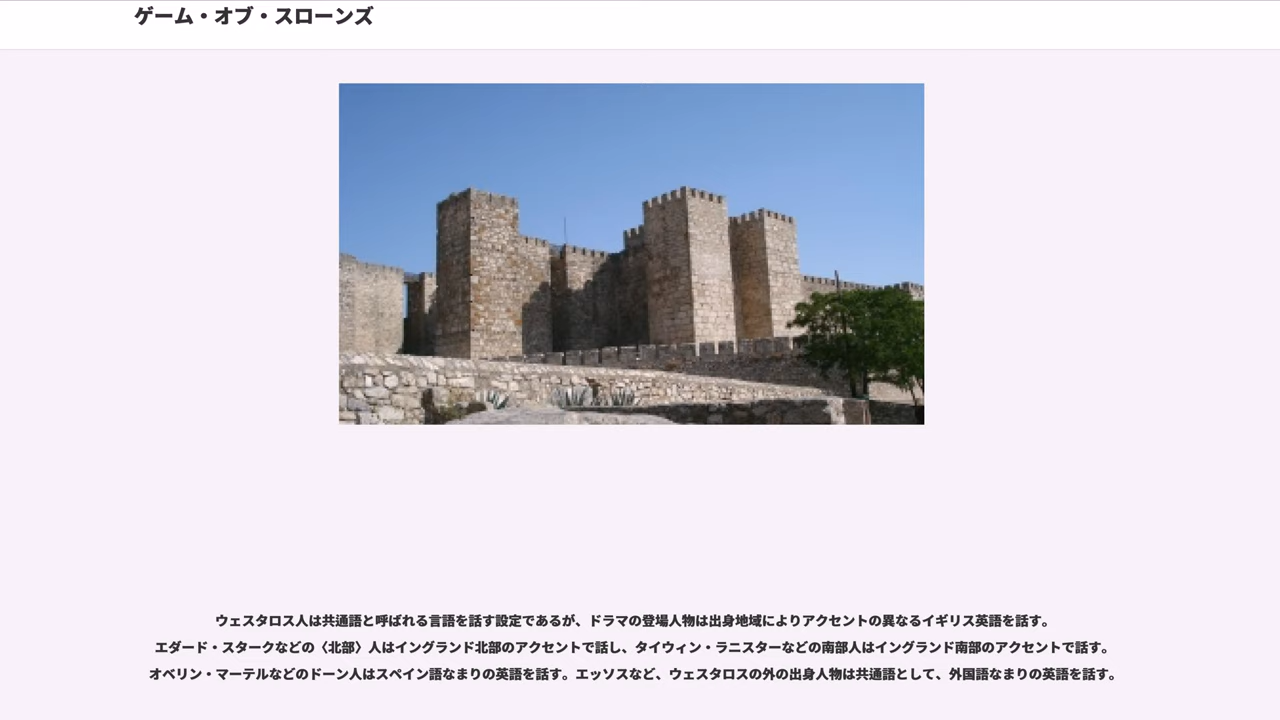 ゲーム・オブ・スローンズ
ウェスタロス人は共通語と呼ばれる言語を話す設定であるが、ドラマの登場人物は出身地域によりアクセントの異なるイギリス英語を話す。
エダード・スタークなどの〈北部〉人はイングランド北部のアクセントで話し、タイウィン・ラニスターなどの南部人はイングランド南部のアクセントで話す。
オベリン・マーテルなどのドーン人はスペイン語なまりの英語を話す。エッソスなど、ウェスタロスの外の出身人物は共通語として、外国語なまりの英語を話す。